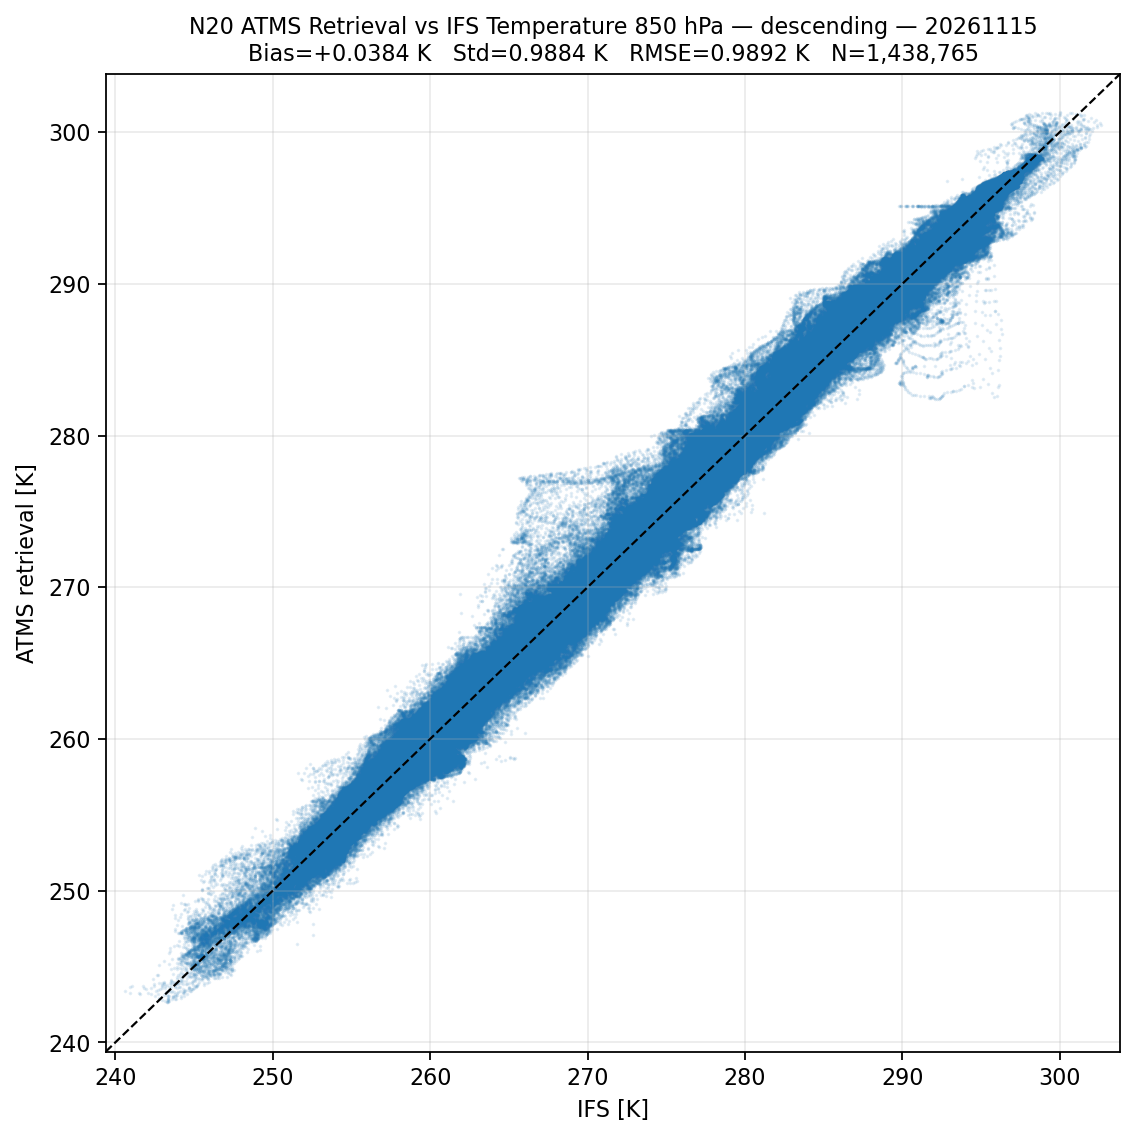 N20 ATMS Retrieval vs IFS Temperature 850 hPa — descending — 20261115
Bias=+0.0384 K   Std=0.9884 K   RMSE=0.9892 K   N=1,438,765
300
290
280
270
260
250
240
ATMS retrieval [K]
240 250 260 270 280 290 300
IFS [K]